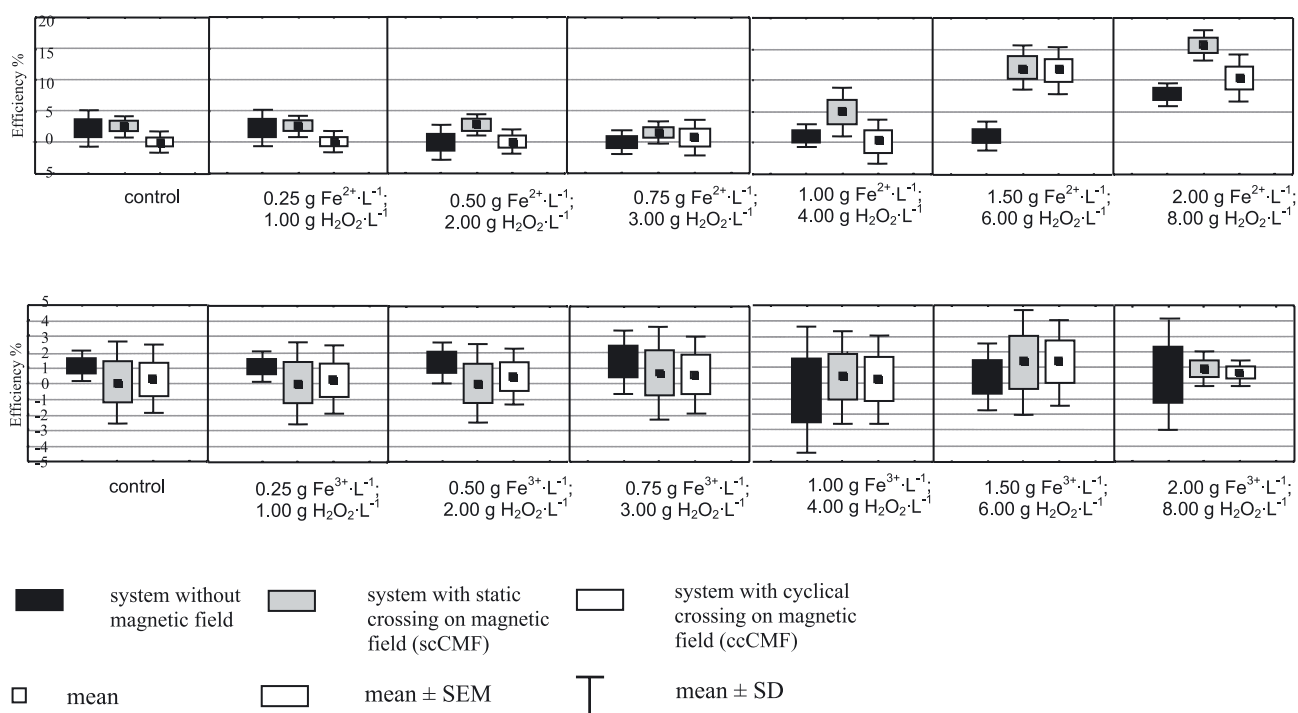 Efficiency %
20
15
10
5
0
5
control
0.25 g Fe²⁺·L⁻¹;
1.00 g H₂O₂·L⁻¹
0.50 g Fe²⁺·L⁻¹;
2.00 g H₂O₂·L⁻¹
0.75 g Fe²⁺·L⁻¹;
3.00 g H₂O₂·L⁻¹
1.00 g Fe²⁺·L⁻¹;
4.00 g H₂O₂·L⁻¹
1.50 g Fe²⁺·L⁻¹;
6.00 g H₂O₂·L⁻¹
2.00 g Fe²⁺·L⁻¹;
8.00 g H₂O₂·L⁻¹
Efficiency %
5
4
3
2
1
0
-1
-2
-3
-4
-5
control
0.25 g Fe³⁺·L⁻¹;
1.00 g H₂O₂·L⁻¹
0.50 g Fe³⁺·L⁻¹;
2.00 g H₂O₂·L⁻¹
0.75 g Fe³⁺·L⁻¹;
3.00 g H₂O₂·L⁻¹
1.00 g Fe³⁺·L⁻¹;
4.00 g H₂O₂·L⁻¹
1.50 g Fe³⁺·L⁻¹;
6.00 g H₂O₂·L⁻¹
2.00 g Fe³⁺·L⁻¹;
8.00 g H₂O₂·L⁻¹
system without
magnetic field
system with static
crossing on magnetic
field (scCMF)
system with cyclical
crossing on magnetic
field (ccCMF)
mean
mean ± SEM
mean ± SD